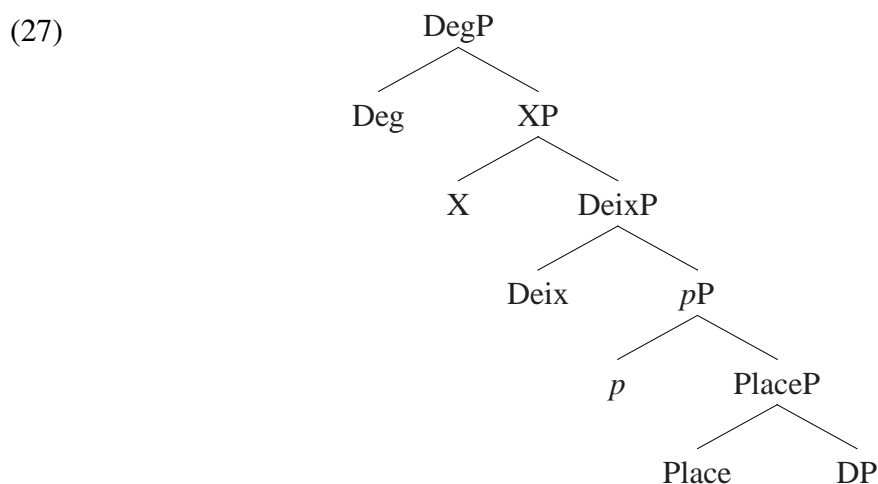 (27) DegP
Deg XP
X DeixP
Deix pP
p PlaceP
Place DP